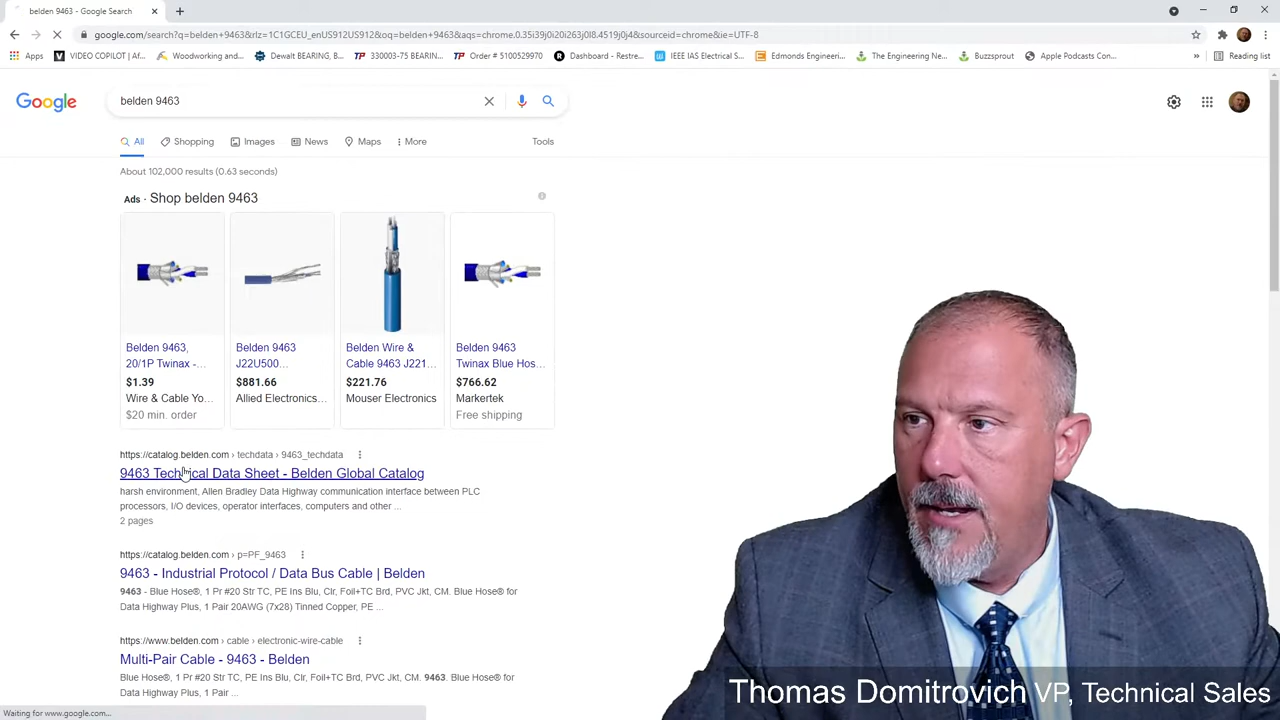 belden 9463 - Google Search
google.com/search?q=belden+9463&rlz=1C1GCEU_enUS912US912&oq=belden+9463&aqs=chrome.0.35i39j0i20i263j0l8.4519j0j4&sourceid=chrome&ie=UTF-8
Apps VIDEO COPILOT | A... Woodworking and... Dewalt BEARING, B... 330003-75 BEARIN... Order # 5100529970 Dashboard - Restre... IEEE IAS Electrical S... Edmonds Engineeri... The Engineering Ne... Buzzsprout Apple Podcasts Con... » Reading list
Google belden 9463
All Shopping Images News Maps More Tools
About 102,000 results (0.63 seconds)
Ads · Shop belden 9463
Belden 9463, 20/1P Twinax -...
$1.39
Wire & Cable Yo...
$20 min. order
Belden 9463 J22U500...
$881.66
Allied Electronics...
Belden Wire & Cable 9463 J221...
$221.76
Mouser Electronics
Belden 9463 Twinax Blue Hos...
$766.62
Markertek
Free shipping
https://catalog.belden.com › techdata › 9463_techdata
9463 Technical Data Sheet - Belden Global Catalog
harsh environment, Allen Bradley Data Highway communication interface between PLC
processors, I/O devices, operator interfaces, computers and other ...
2 pages
https://catalog.belden.com › p=PF_9463
9463 - Industrial Protocol / Data Bus Cable | Belden
9463 - Blue Hose®, 1 Pr #20 Str TC, PE Ins Blu, Clr, Foil+TC Brd, PVC Jkt, CM. Blue Hose® for
Data Highway Plus, 1 Pair 20AWG (7x28) Tinned Copper, PE ...
https://www.belden.com › cable › electronic-wire-cable
Multi-Pair Cable - 9463 - Belden
Blue Hose®, 1 Pr #20 Str TC, PE Ins Blu, Clr, Foil+TC Brd, PVC Jkt, CM. 9463. Blue Hose® for
Data Highway Plus, 1 Pair ...
Thomas Domitrovich VP, Technical Sales
Waiting for www.google.com...